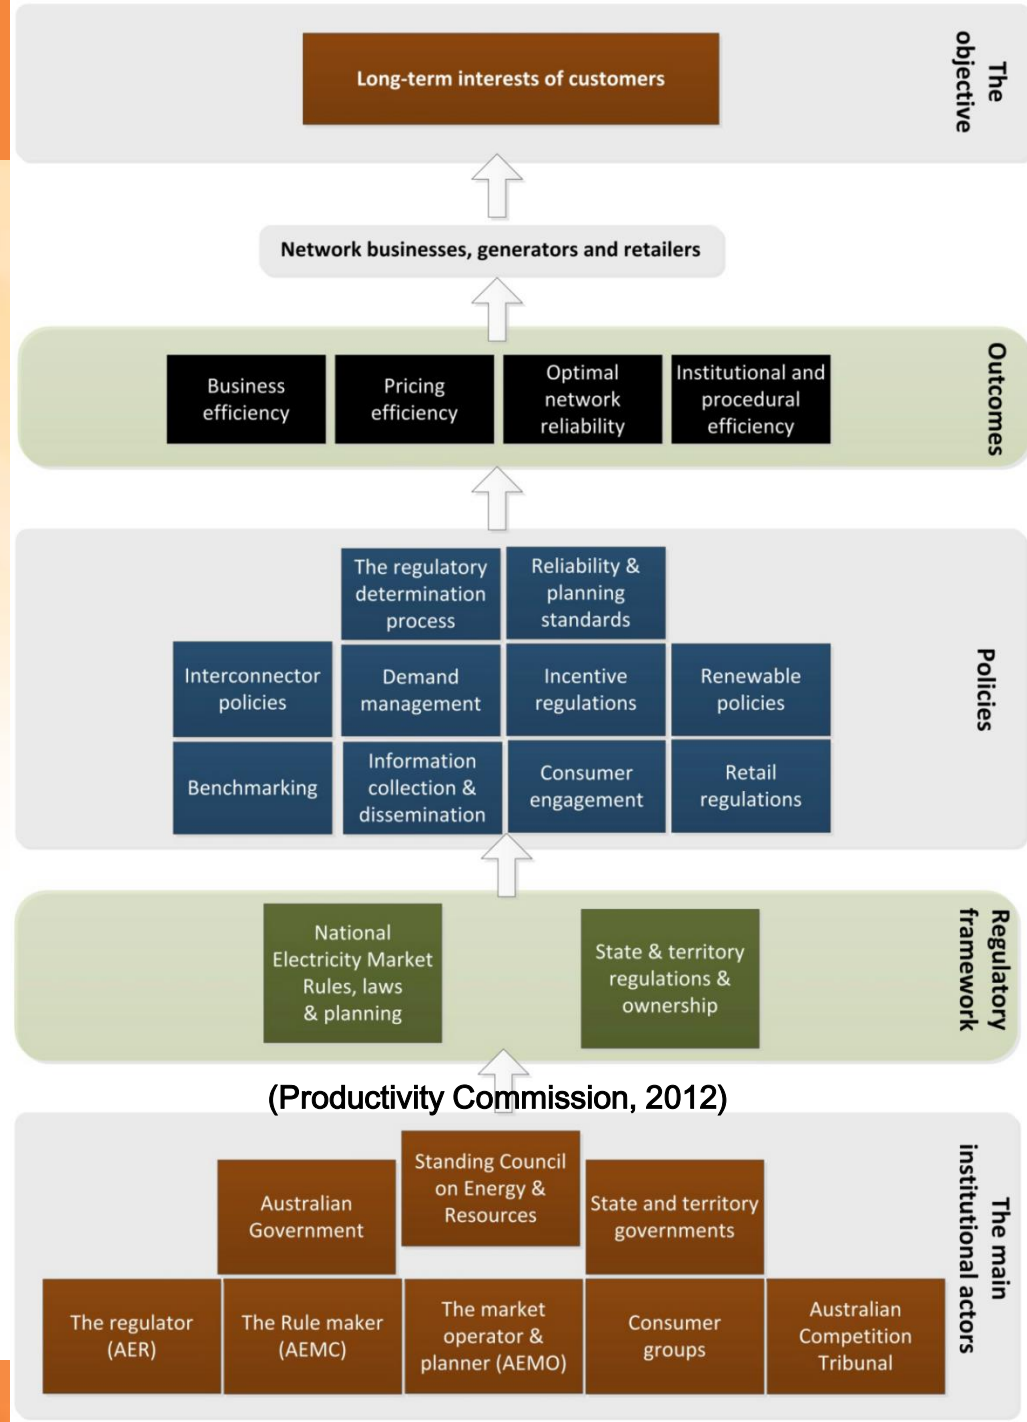 The
objective
Long-term interests of customers
Network businesses, generators and retailers
Outcomes
Business
efficiency
Pricing
efficiency
Optimal
network
reliability
Institutional and
procedural
efficiency
Policies
The regulatory
determination
process
Reliability &
planning
standards
Interconnector
policies
Demand
management
Incentive
regulations
Renewable
policies
Benchmarking
Information
collection &
dissemination
Consumer
engagement
Retail
regulations
Regulatory
framework
National
Electricity Market
Rules, laws
& planning
State & territory
regulations &
ownership
(Productivity Commission, 2012)
The main
institutional actors
Australian
Government
Standing Council
on Energy &
Resources
State and territory
governments
The regulator
(AER)
The Rule maker
(AEMC)
The market
operator &
planner (AEMO)
Consumer
groups
Australian
Competition
Tribunal